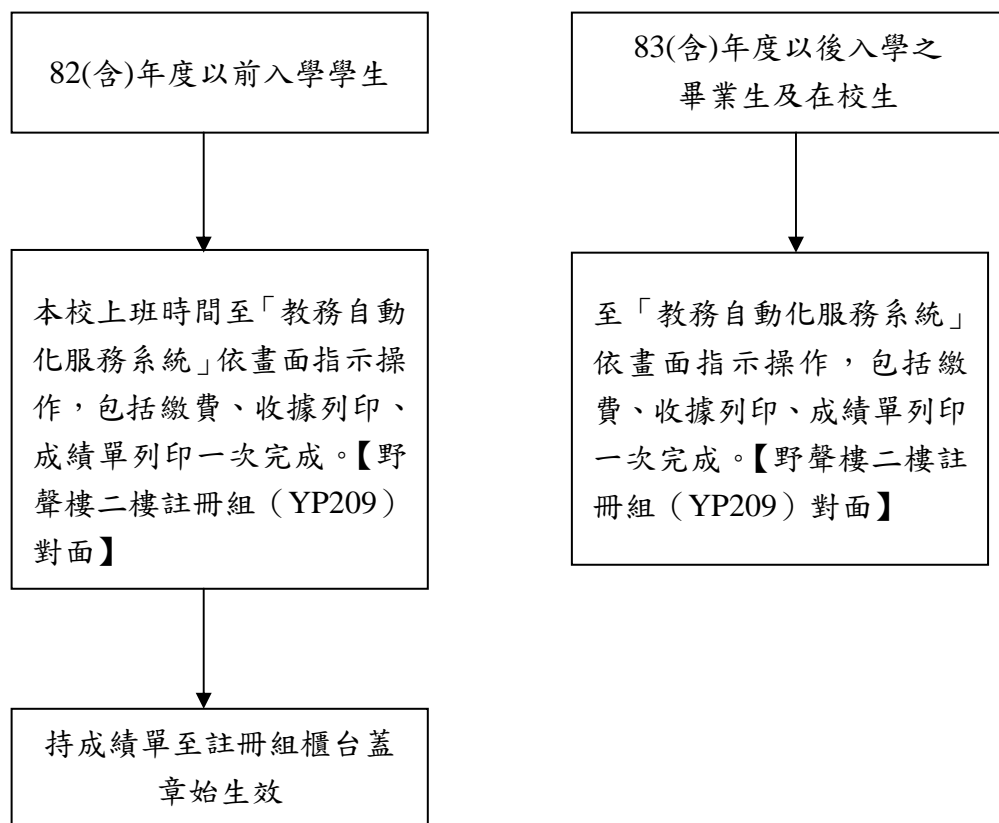 82(含)年度以前入學學生
本校上班時間至「教務自動
化服務系統」依畫面指示操
作，包括繳費、收據列印、
成績單列印一次完成。【野
聲樓二樓註冊組（YP209）
對面】
持成績單至註冊組櫃台蓋
章始生效
83(含)年度以後入學之
畢業生及在校生
至「教務自動化服務系統」
依畫面指示操作，包括繳
費、收據列印、成績單列印
一次完成。【野聲樓二樓註
冊組（YP209）對面】